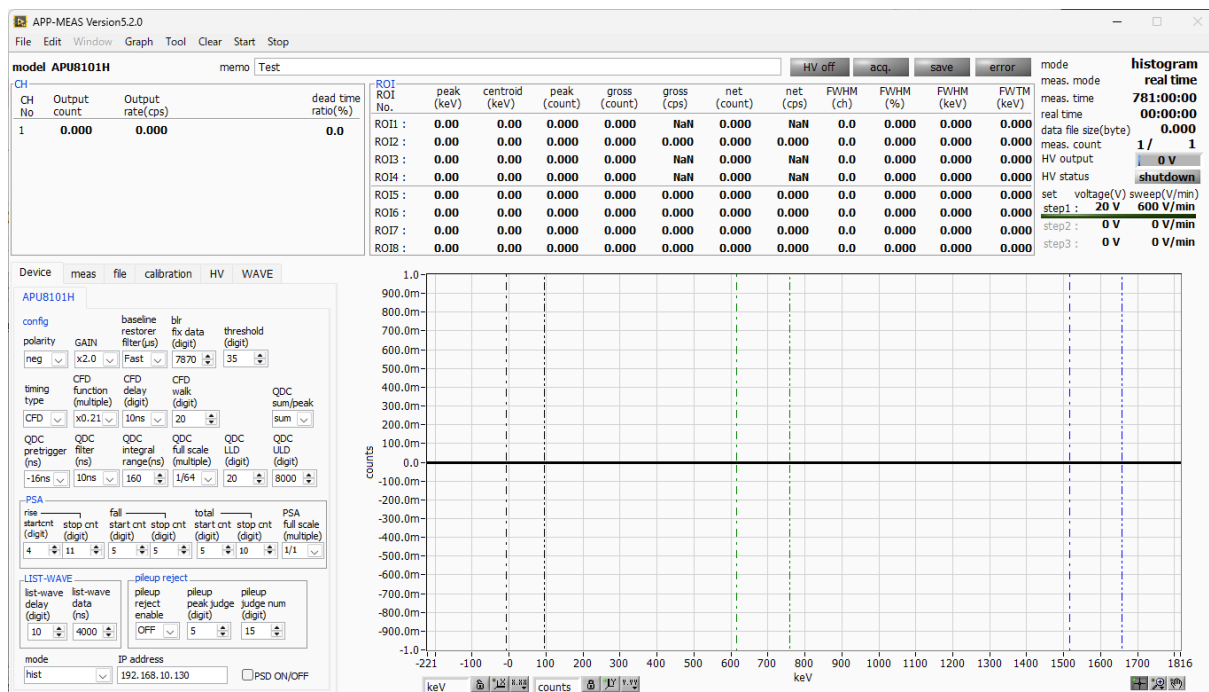 APP-MEAS Version5.2.0
File Edit Window Graph Tool Clear Start Stop
model APU8101H memo Test HV off acq. save error
mode histogram
meas. mode real time
meas. time 781:00:00
real time 00:00:00
data file size(byte) 0.000
meas. count 1 / 1
HV output 0 V
HV status shutdown
set voltage(V) sweep(V/min)
step1 : 20 V 600 V/min
step2 : 0 V 0 V/min
step3 : 0 V 0 V/min
CH
CH No Output count Output rate(cps) dead time ratio(%)
1 0.000 0.000 0.0
ROI
ROI No. peak (keV) centroid (keV) peak (count) gross (count) gross (cps) net (count) net (cps) FWHM (ch) FWHM (%) FWHM (keV) FWTM (keV)
ROI1 : 0.00 0.00 0.000 0.000 NaN 0.000 NaN 0.0 0.000 0.000 0.000
ROI2 : 0.00 0.00 0.000 0.000 0.000 0.000 0.000 0.0 0.000 0.000 0.000
ROI3 : 0.00 0.00 0.000 0.000 NaN 0.000 NaN 0.0 0.000 0.000 0.000
ROI4 : 0.00 0.00 0.000 0.000 NaN 0.000 NaN 0.0 0.000 0.000 0.000
ROI5 : 0.00 0.00 0.000 0.000 0.000 0.000 0.000 0.0 0.000 0.000 0.000
ROI6 : 0.00 0.00 0.000 0.000 0.000 0.000 0.000 0.0 0.000 0.000 0.000
ROI7 : 0.00 0.00 0.000 0.000 0.000 0.000 0.000 0.0 0.000 0.000 0.000
ROI8 : 0.00 0.00 0.000 0.000 0.000 0.000 0.000 0.0 0.000 0.000 0.000
Device meas file calibration HV WAVE
APU8101H
config
polarity GAIN baseline restorer filter(μs) blr fix data (digit) threshold (digit)
neg x2.0 Fast 7870 35
timing type CFD function (multiple) CFD delay (digit) CFD walk (digit) QDC sum/peak
CFD x0.21 10ns 20 sum
QDC pretrigger (ns) QDC filter (ns) QDC integral range(ns) QDC full scale (multiple) QDC LLD (digit) QDC ULD (digit)
-16ns 10ns 160 1/64 20 8000
PSA
rise fall total PSA
startcnt (digit) stop cnt (digit) start cnt (digit) stop cnt (digit) start cnt (digit) stop cnt (digit) full scale (multiple)
4 11 5 5 5 10 1/1
LIST-WAVE
list-wave delay (digit) list-wave data (ns)
10 4000
pileup reject
pileup reject enable pileup peak judge (digit) pileup judge num (digit)
OFF 5 15
mode IP address
hist 192.168.10.130 PSD ON/OFF
counts
1.0
900.0m
800.0m
700.0m
600.0m
500.0m
400.0m
300.0m
200.0m
100.0m
0.0
-100.0m
-200.0m
-300.0m
-400.0m
-500.0m
-600.0m
-700.0m
-800.0m
-900.0m
-1.0
-221 -100 -0 100 200 300 400 500 600 700 800 900 1000 1100 1200 1300 1400 1500 1600 1700 1816
keV
keV counts